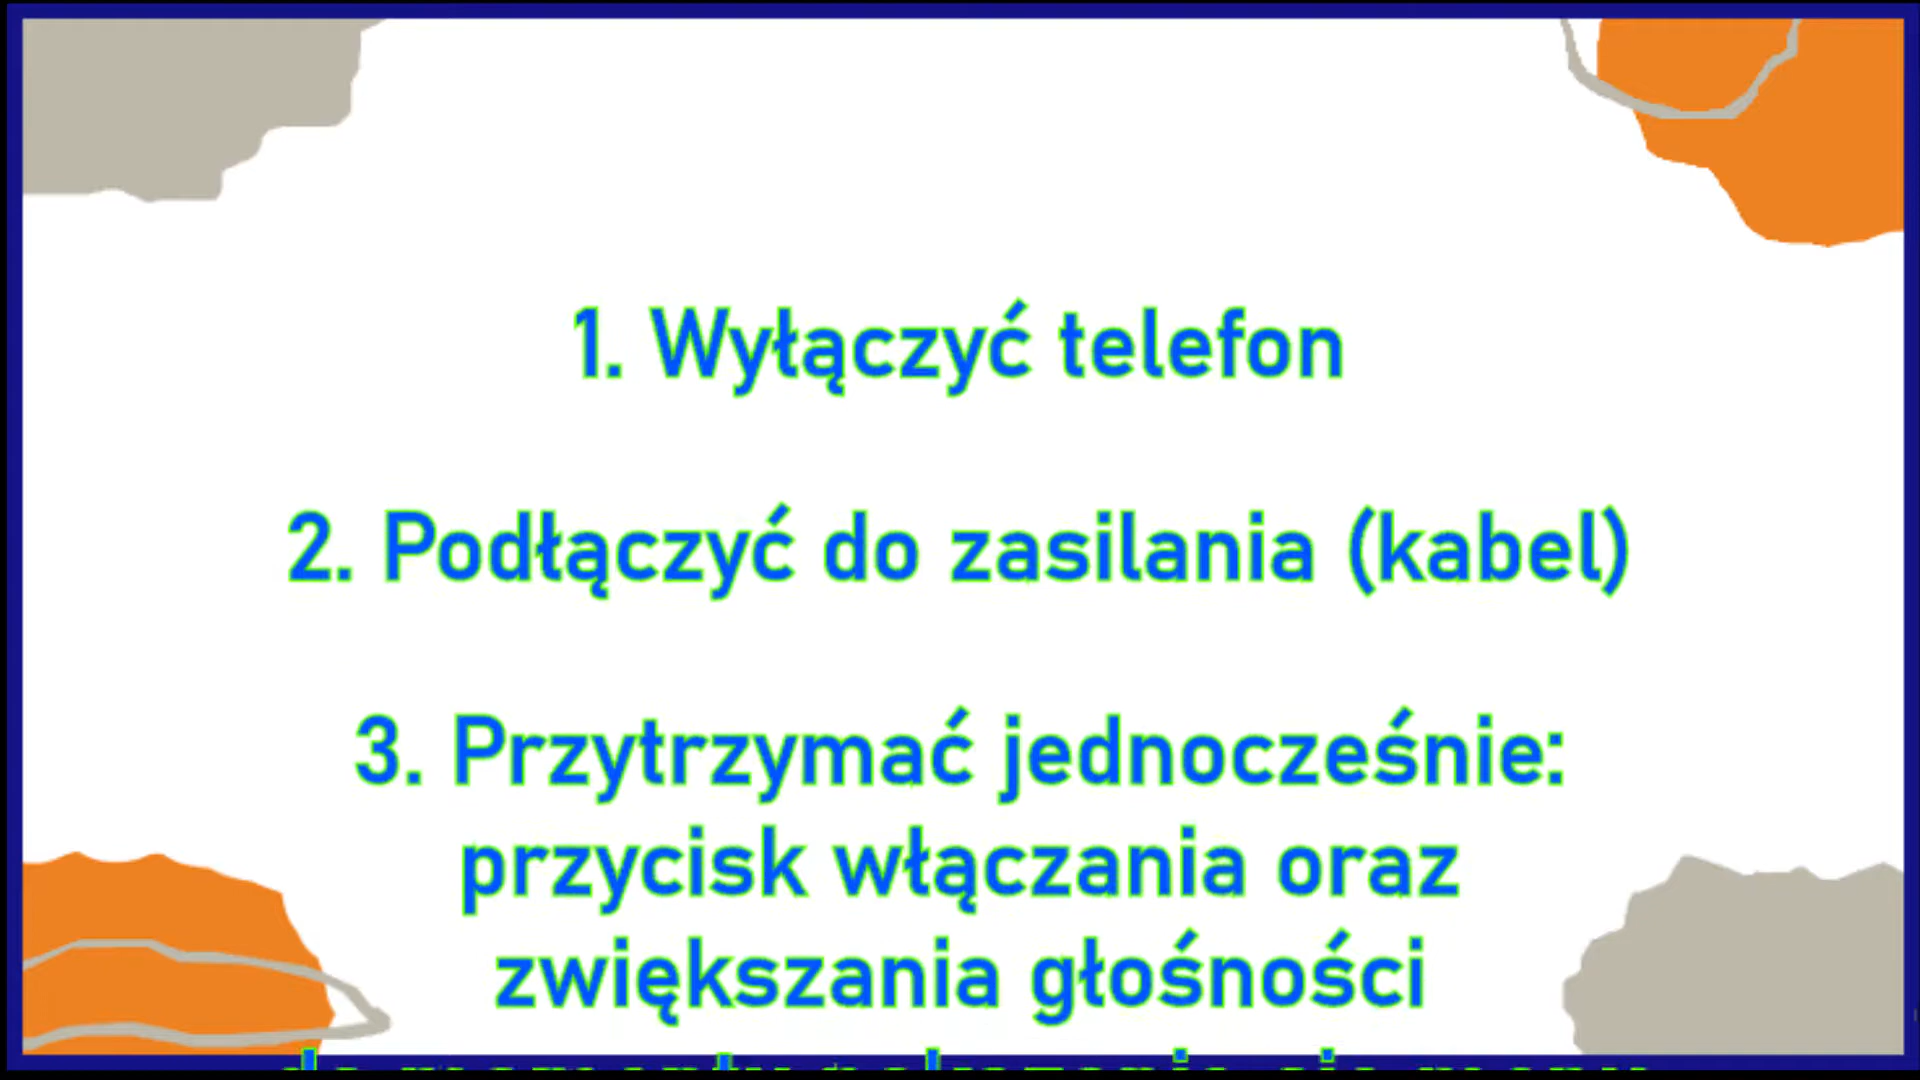 1. Wyłączyć telefon
2. Podłączyć do zasilania (kabel)
3. Przytrzymać jednocześnie:
przycisk włączania oraz
zwiększania głośności